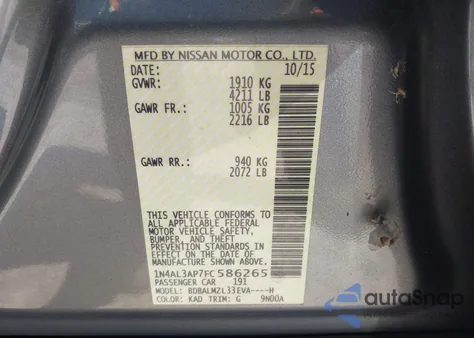 MFD BY NISSAN MOTOR CO., LTD.
DATE: 10/15
GVWR: 1910 KG
4211 LB
GAWR FR: 1005 KG
2216 LB
GAWR RR: 940 KG
2072 LB
THIS VEHICLE CONFORMS
TO ALL APPLICABLE FEDERAL
MOTOR VEHICLE SAFETY,
BUMPER, AND THEFT
PREVENTION STANDARDS IN
EFFECT ON THE DATE OF
MANUFACTURE SHOWN ABOVE.
1N4AL3AP7FC586265
PASSENGER CAR 191
MODEL: BDBALMZL33EVA----H
COLOR: KAD TRIM: G 9N00A
autoSnap